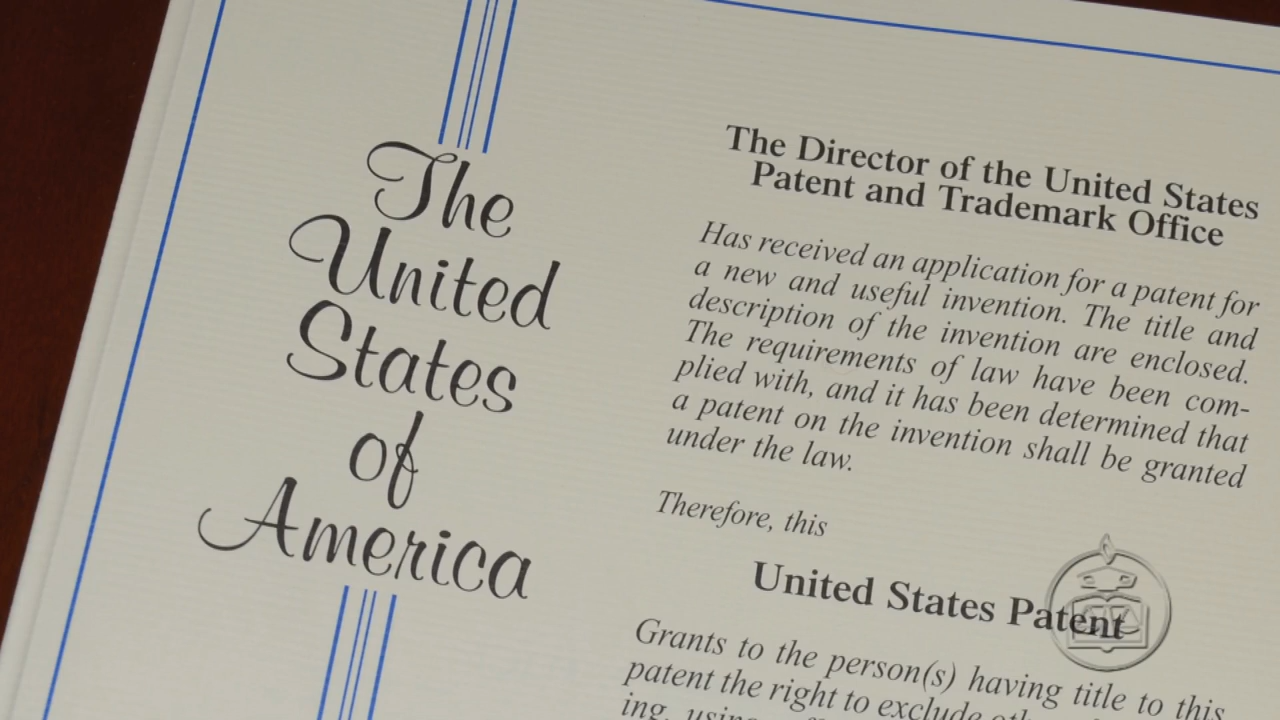 The
United
States
of
America
The Director of the United States
Patent and Trademark Office
Has received an application for a patent for
a new and useful invention. The title and
description of the invention are enclosed.
The requirements of law have been com-
plied with, and it has been determined that
a patent on the invention shall be granted
under the law.
Therefore, this
United States Patent
Grants to the person(s) having title to this
patent the right to exclude
ing, using